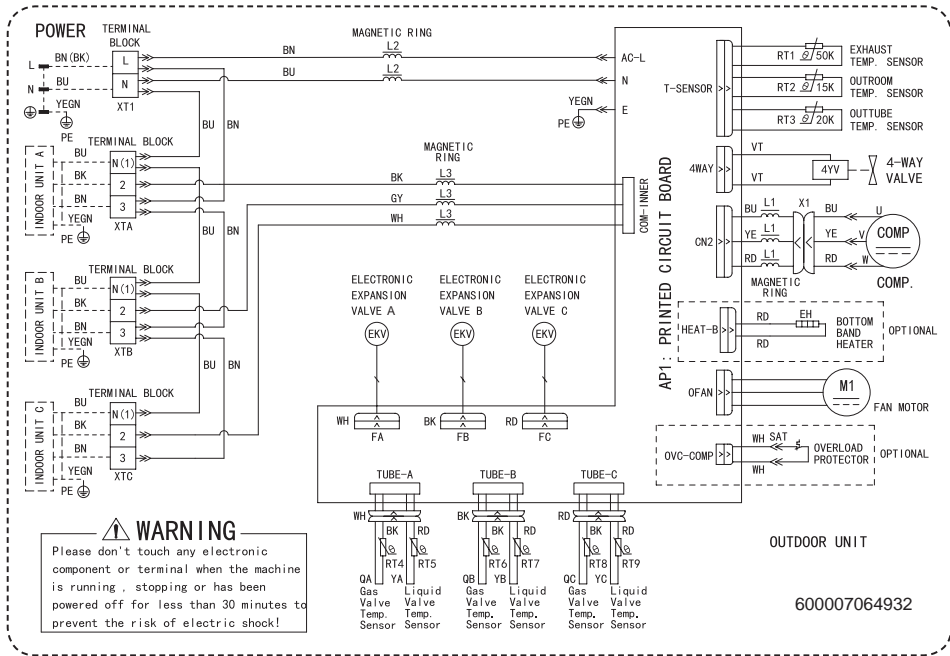 POWER
TERMINAL
BLOCK
L
BN(BK)
N
BU
YEGN
PE
L
N
XT1
BN
BU
MAGNETIC RING
L2
L2
AC-L
N
YEGN
E
PE
BU
BN
INDOOR UNIT A
BU
BK
BN
YEGN
PE
TERMINAL BLOCK
N(1)
2
3
XTA
MAGNETIC
RING
BK
L3
GY
L3
WH
L3
COM-INNER
BU
BN
INDOOR UNIT B
BU
BK
BN
YEGN
PE
TERMINAL BLOCK
N(1)
2
3
XTB
BU
BN
INDOOR UNIT C
BU
BK
BN
YEGN
PE
TERMINAL BLOCK
N(1)
2
3
XTC
ELECTRONIC
EXPANSION
VALVE A
ELECTRONIC
EXPANSION
VALVE B
ELECTRONIC
EXPANSION
VALVE C
EKV
EKV
EKV
WH
FA
BK
FB
RD
FC
AP1: PRINTED CIRCUIT BOARD
T-SENSOR
RT1
50K
EXHAUST
TEMP. SENSOR
RT2
15K
OUTROOM
TEMP. SENSOR
RT3
20K
OUTTUBE
TEMP. SENSOR
4WAY
VT
VT
4YV
4-WAY
VALVE
CN2
BU
L1
X1
BU
U
YE
L1
YE
V
RD
L1
RD
W
COMP
COMP.
MAGNETIC
RING
HEAT-B
RD
EH
RD
BOTTOM
BAND
HEATER
OPTIONAL
OFAN
M1
FAN MOTOR
OVC-COMP
WH
SAT
WH
OVERLOAD
PROTECTOR
OPTIONAL
TUBE-A
TUBE-B
TUBE-C
WH
BK
RD
RT4
RT5
QA
YA
Gas
Valve
Temp.
Sensor
Liquid
Valve
Temp.
Sensor
BK
BK
RD
RT6
RT7
QB
YB
Gas
Valve
Temp.
Sensor
Liquid
Valve
Temp.
Sensor
RD
BK
RD
RT8
RT9
QC
YC
Gas
Valve
Temp.
Sensor
Liquid
Valve
Temp.
Sensor
WARNING
Please don't touch any electronic
component or terminal when the machine
is running , stopping or has been
powered off for less than 30 minutes to
prevent the risk of electric shock!
OUTDOOR UNIT
600007064932